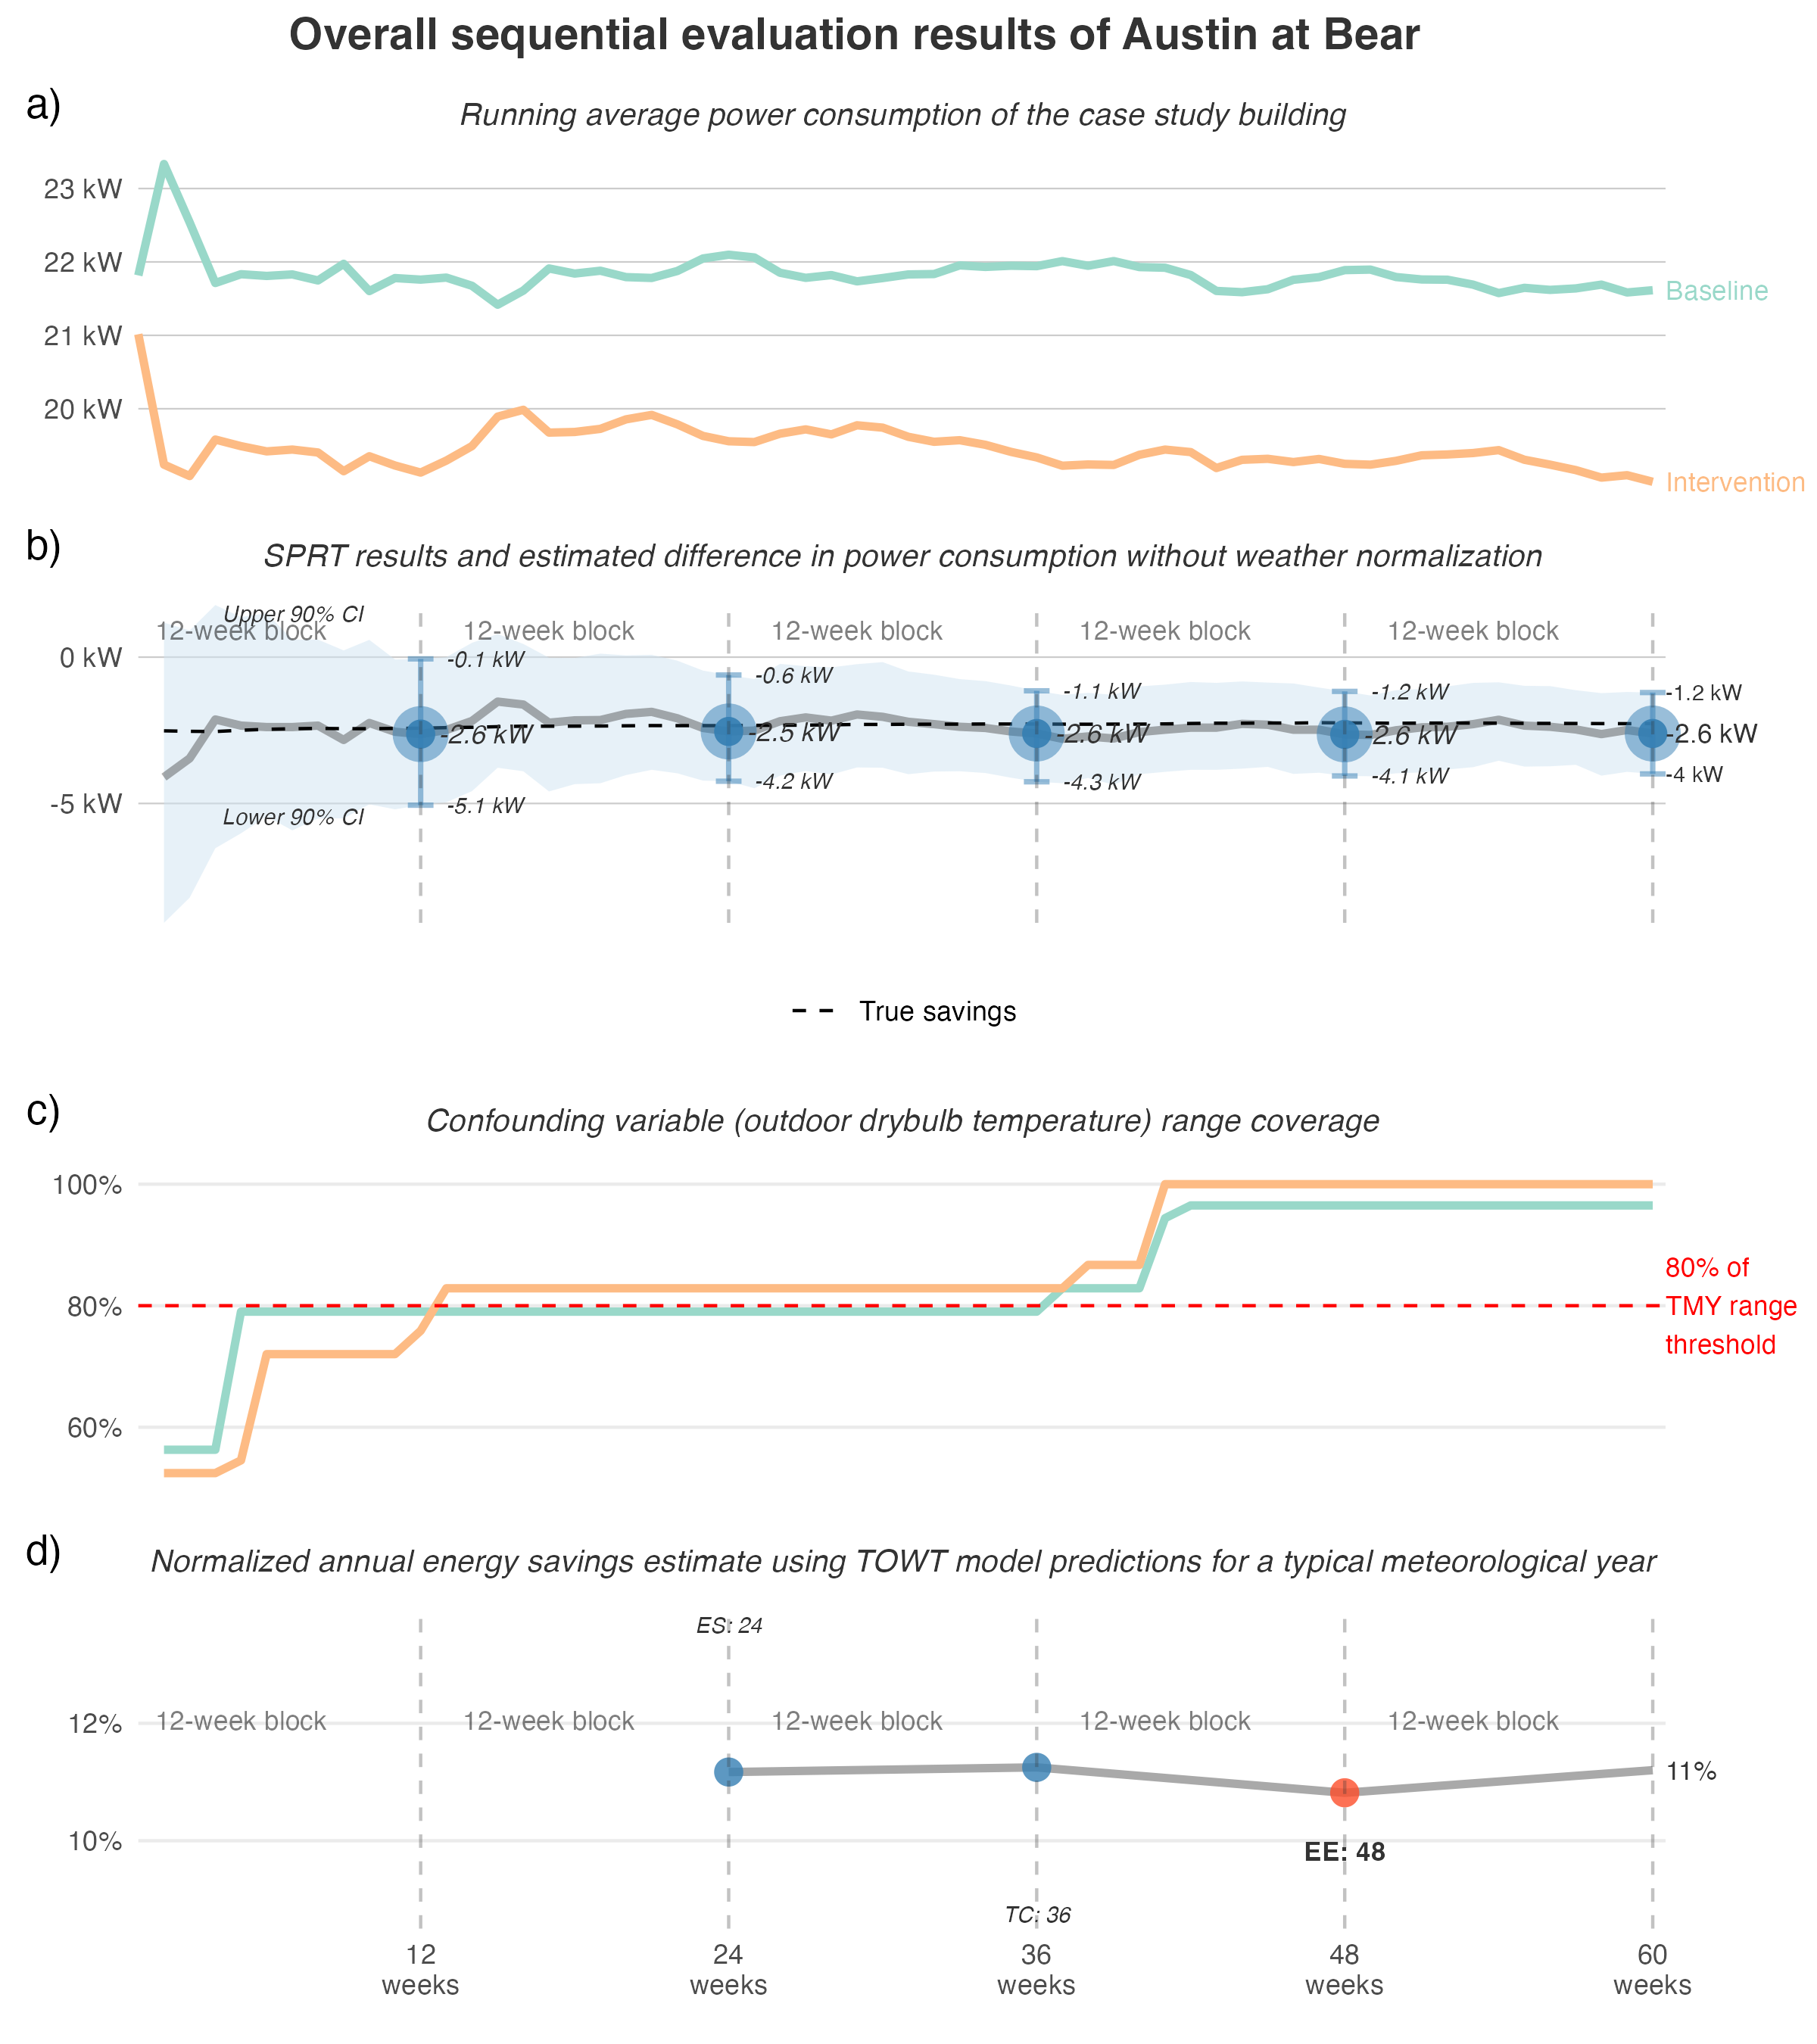 Overall sequential evaluation results of Austin at Bear
a)
Running average power consumption of the case study building
23 kW
22 kW
21 kW
20 kW
Baseline
Intervention
b)
SPRT results and estimated difference in power consumption without weather normalization
Upper 90% CI
12-week block
12-week block
12-week block
12-week block
12-week block
0 kW
-0.1 kW
-0.6 kW
-1.1 kW
-1.2 kW
-1.2 kW
-2.6 kW
-2.5 kW
-2.6 kW
-2.6 kW
-2.6 kW
-5.1 kW
-4.2 kW
-4.3 kW
-4.1 kW
-4 kW
-5 kW
Lower 90% CI
True savings
c)
Confounding variable (outdoor drybulb temperature) range coverage
100%
80%
60%
80% of
TMY range
threshold
d)
Normalized annual energy savings estimate using TOWT model predictions for a typical meteorological year
ES: 24
12%
12-week block
12-week block
12-week block
12-week block
12-week block
11%
10%
EE: 48
TC: 36
12
weeks
24
weeks
36
weeks
48
weeks
60
weeks